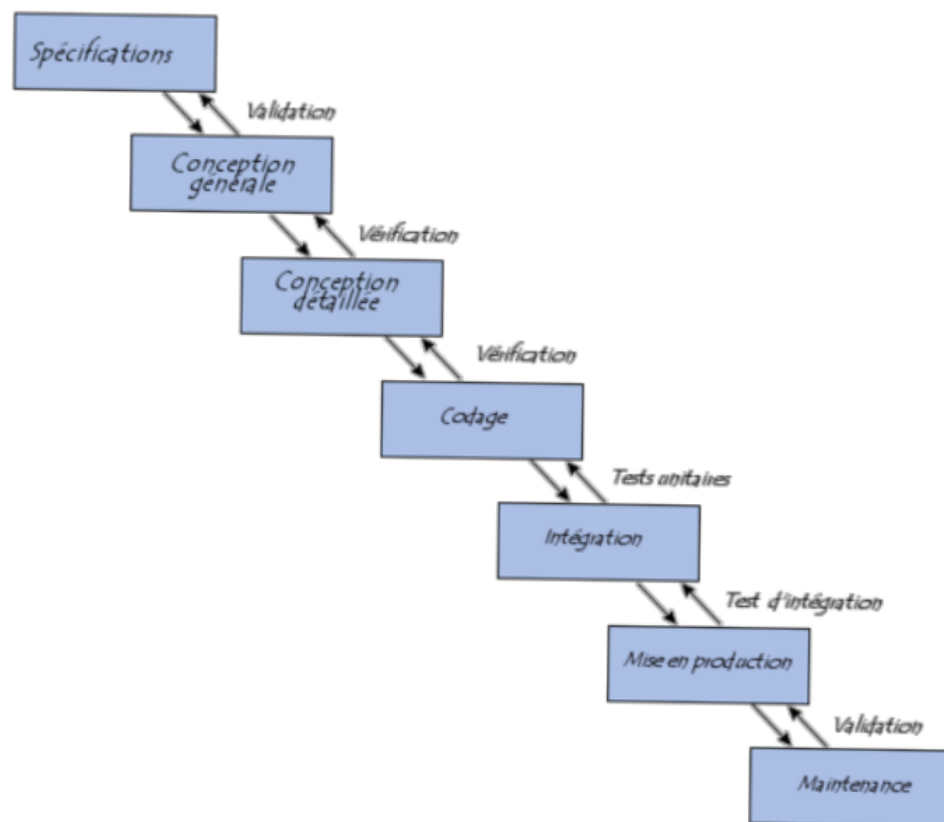 Spécifications
Validation
Conception
générale
Vérification
Conception
détaillée
Vérification
Codage
Tests unitaires
Intégration
Test d'intégration
Mise en production
Validation
Maintenance